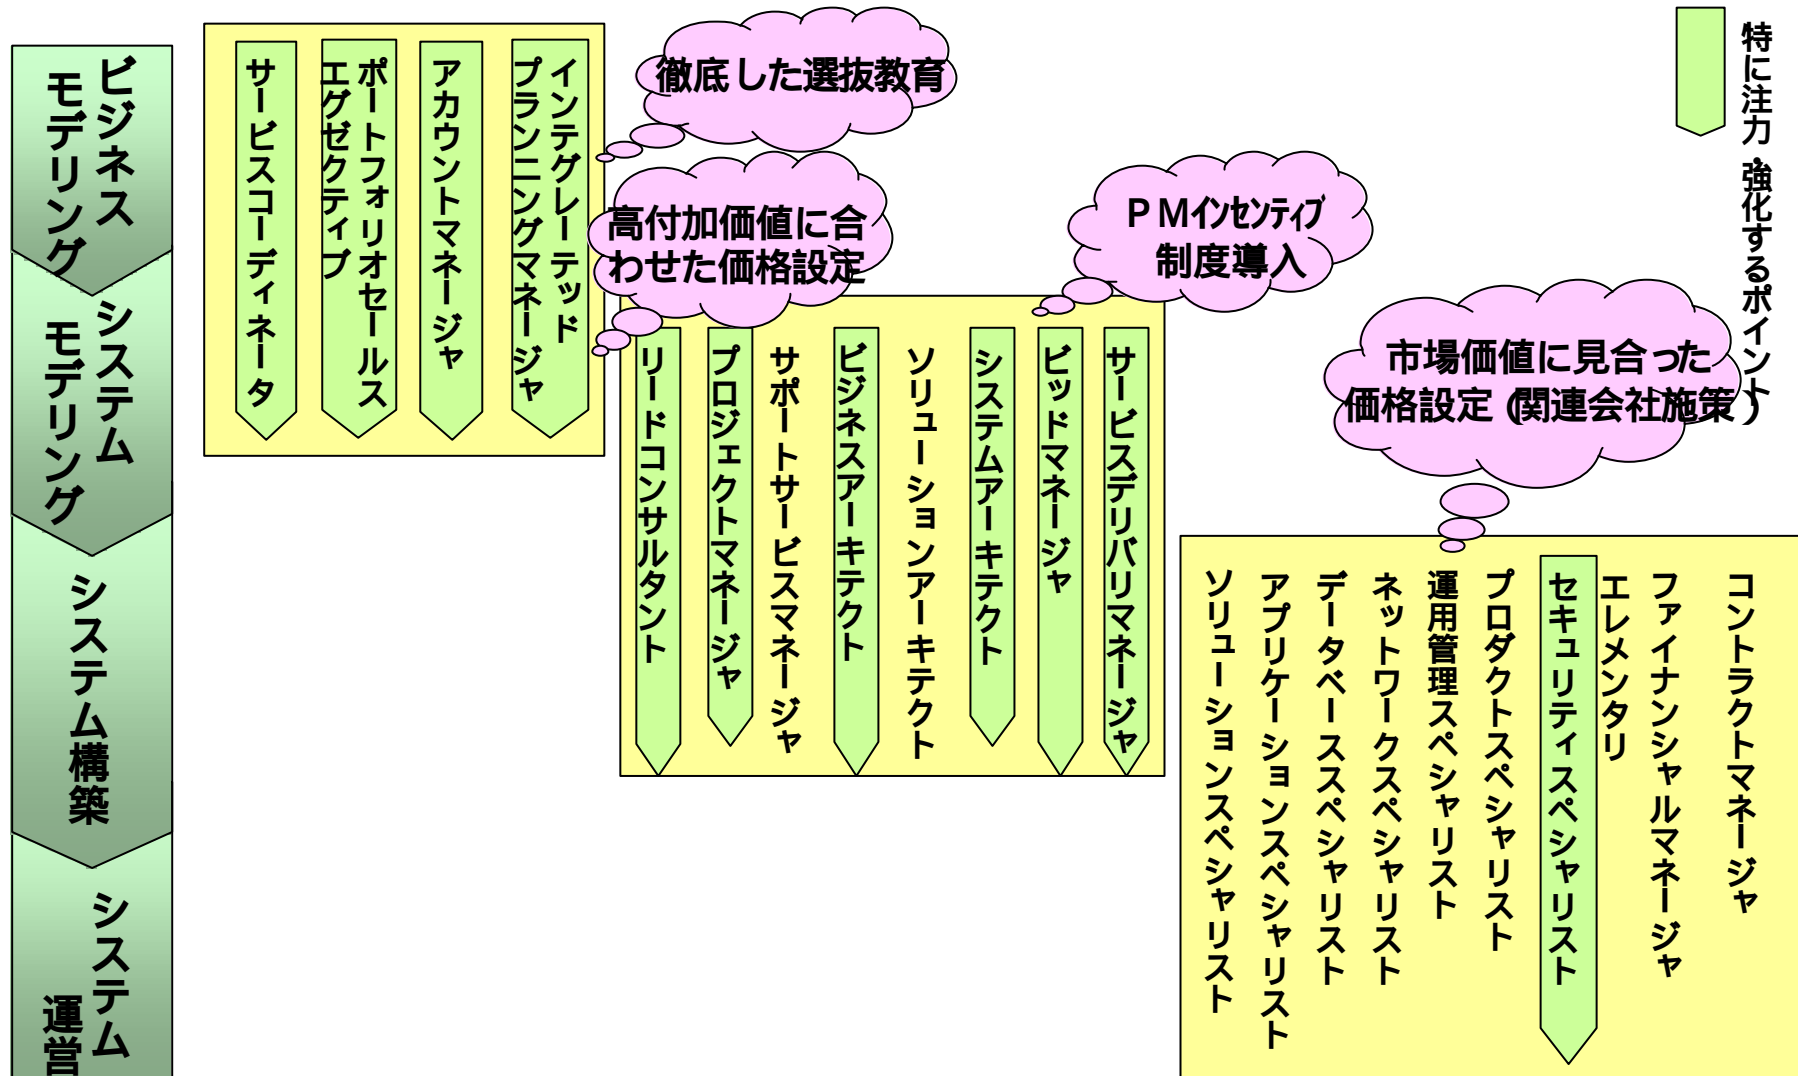 ビジネス
モデリング
システム
モデリング
システム構築
システム
運営
サービスコーディネータ
ポートフォリオセールス
エグゼクティブ
アカウントマネージャ
インテグレーテッド
プランニングマネージャ
徹底した選抜教育
高付加価値に合
わせた価格設定
PMインセンティブ
制度導入
市場価値に見合った
価格設定(関連会社施策)
特に注力・強化するポイント
リードコンサルタント
プロジェクトマネージャ
サポートサービスマネージャ
ビジネスアーキテクト
ソリューションアーキテクト
システムアーキテクト
ビッドマネージャ
サービスデリバリマネージャ
ソリューションスペシャリスト
アプリケーションスペシャリスト
データベーススペシャリスト
ネットワークスペシャリスト
運用管理スペシャリスト
プロダクトスペシャリスト
セキュリティスペシャリスト
エレメンタリ
ファイナンシャルマネージャ
コントラクトマネージャ